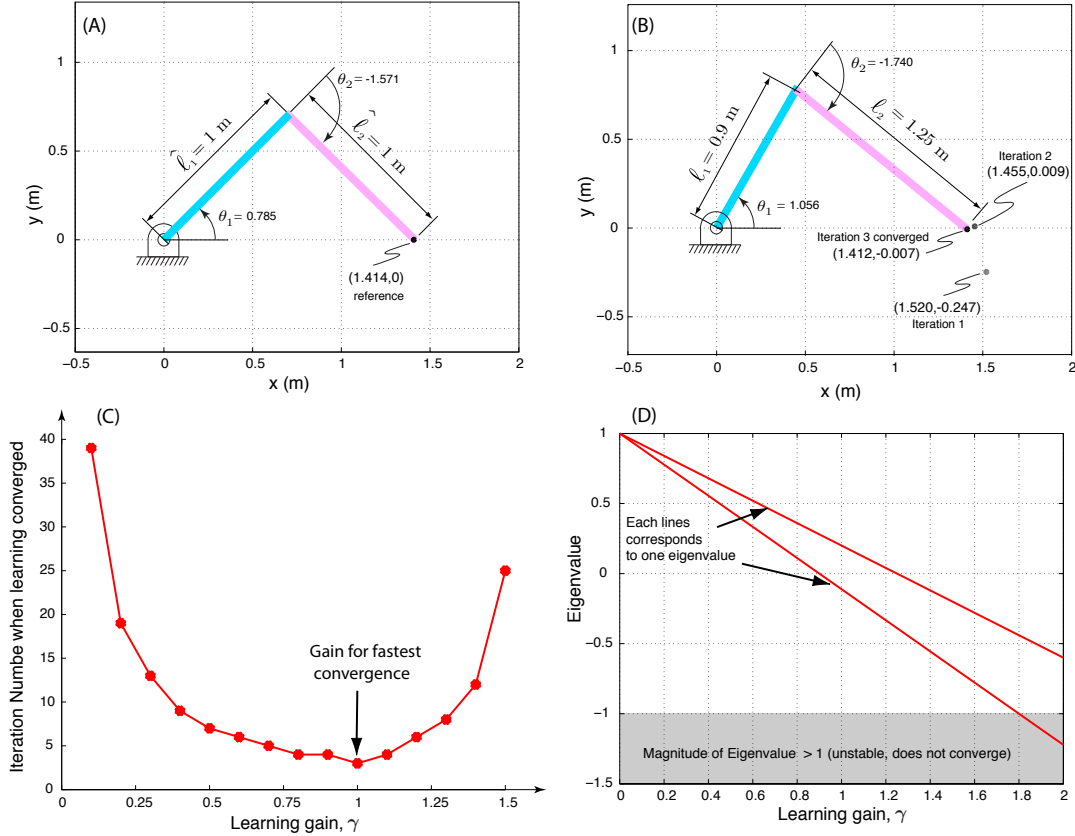 (A)
1
0.5
0
-0.5
-0.5
0
0.5
1
1.5
2
y (m)
x (m)
ℓ̂₁ = 1 m
ℓ̂₂ = 1 m
θ₂ = -1.571
θ₁ = 0.785
(1.414,0)
reference
(B)
1
0.5
0
-0.5
-0.5
0
0.5
1
1.5
2
y (m)
x (m)
ℓ₁ = 0.9 m
ℓ₂ = 1.25 m
θ₂ = -1.740
θ₁ = 1.056
Iteration 2
(1.455,0.009)
Iteration 3 converged
(1.412,-0.007)
(1.520,-0.247)
Iteration 1
(C)
Iteration Numbe when learning converged
40
35
30
25
20
15
10
5
0
0
0.25
0.5
0.75
1.0
1.25
1.5
Learning gain, γ
Gain for fastest
convergence
(D)
Eigenvalue
1
0.5
0
-0.5
-1
-1.5
0
0.2
0.4
0.6
0.8
1
1.2
1.4
1.6
1.8
2
Learning gain, γ
Each lines
corresponds
to one eigenvalue
Magnitude of Eigenvalue > 1 (unstable, does not converge)